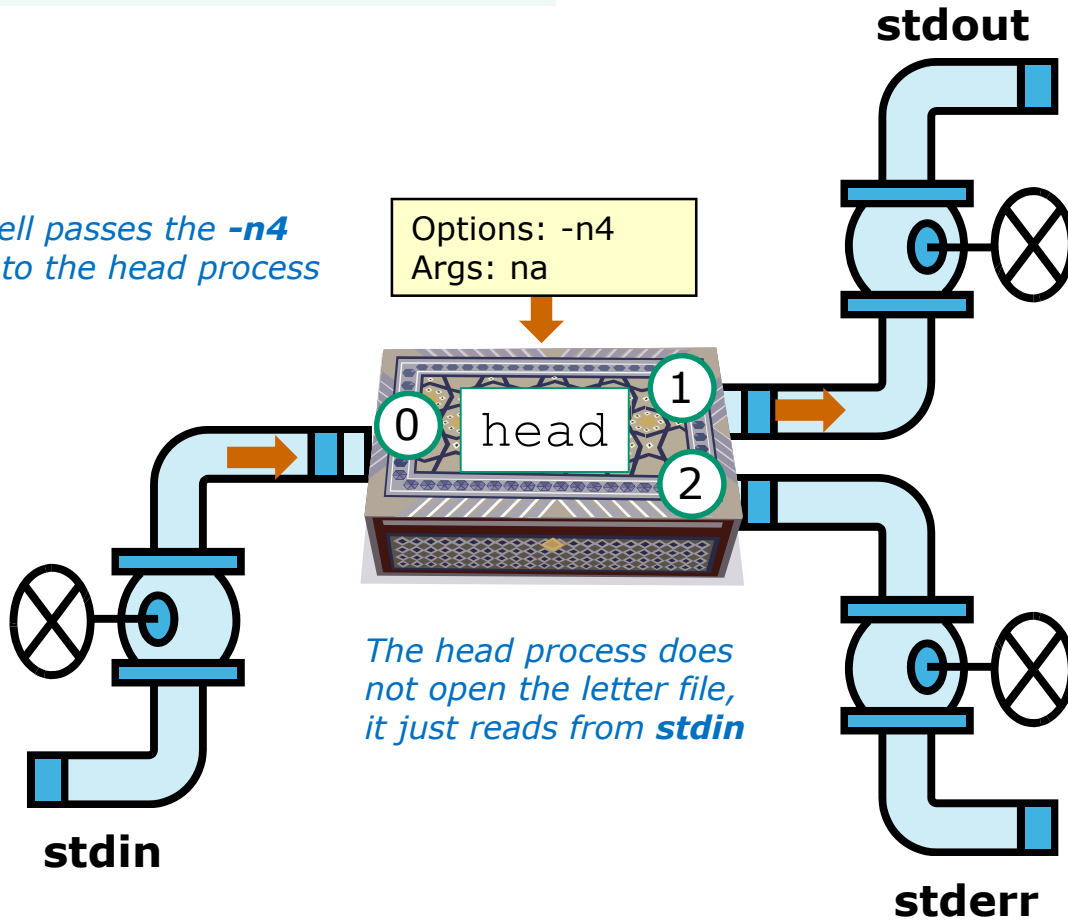 stdout
ell passes the -n4
to the head process
Options: -n4
Args: na
0
head
1
2
The head process does
not open the letter file,
it just reads from stdin
stdin
stderr